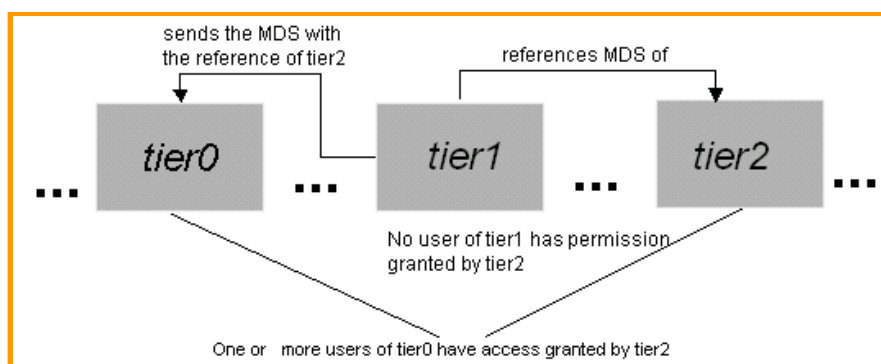 sends the MDS with
the reference of tier2
references MDS of
tier0
tier1
tier2
...
...
...
...
No user of tier1 has permission
granted by tier2
One or more users of tier0 have access granted by tier2